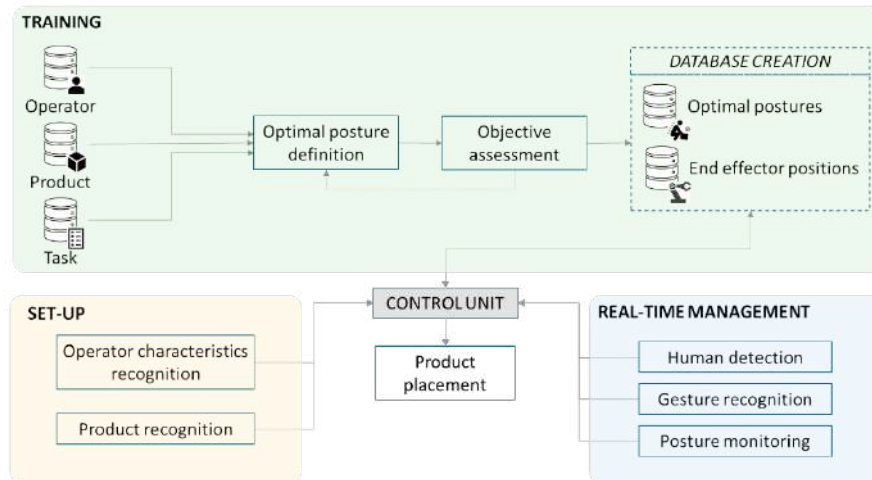 TRAINING
Operator
Product
Task
Optimal posture
definition
Objective
assessment
DATABASE CREATION
Optimal postures
End effector positions
CONTROL UNIT
Product
placement
SET-UP
Operator characteristics
recognition
Product recognition
REAL-TIME MANAGEMENT
Human detection
Gesture recognition
Posture monitoring